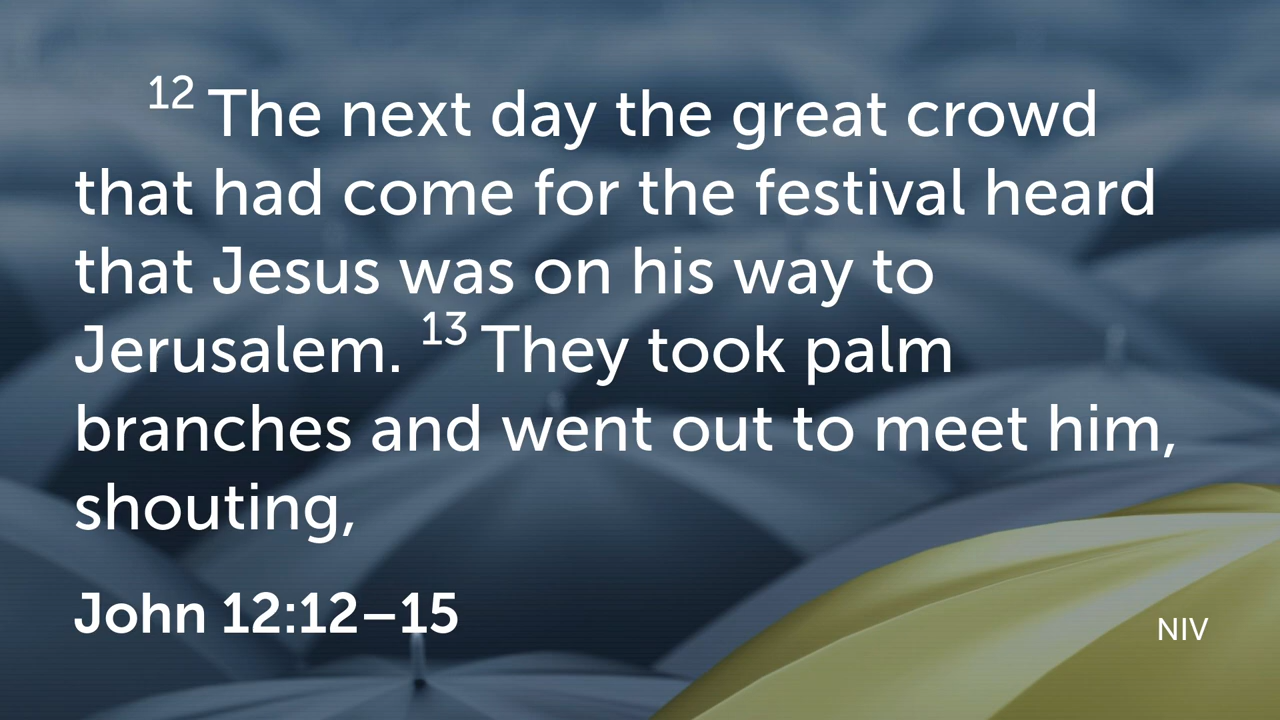 12 The next day the great crowd
that had come for the festival heard
that Jesus was on his way to
Jerusalem. 13 They took palm
branches and went out to meet him,
shouting,
John 12:12–15
NIV